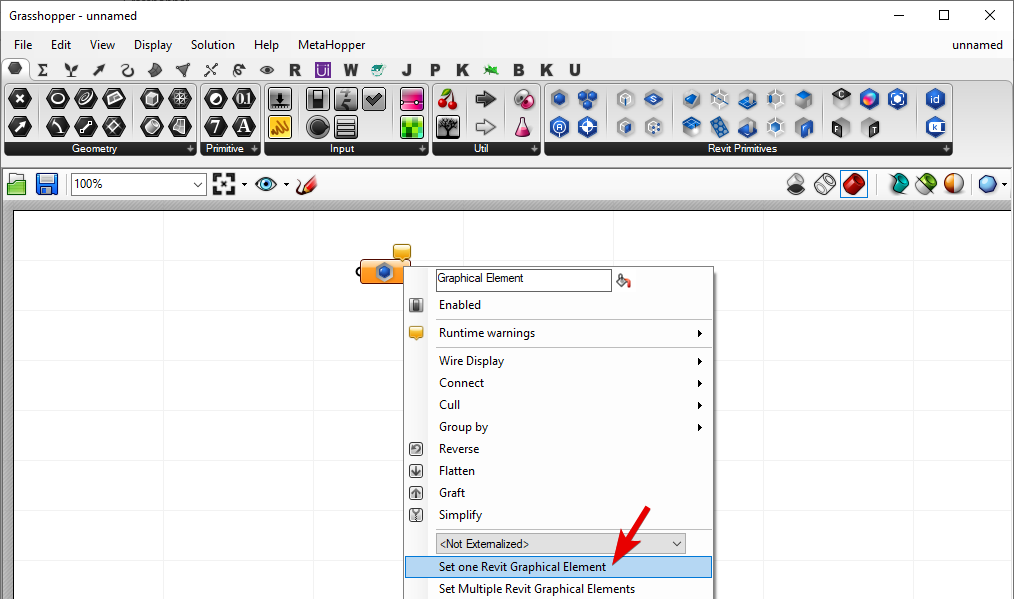 Grasshopper - unnamed
File Edit View Display Solution Help MetaHopper unnamed
Σ R Ui W J P K B K U
0.1 7 A C id A F T K
Geometry Primitive Input Util Revit Primitives
100%
Graphical Element
Enabled
Runtime warnings
Wire Display
Connect
Cull
Group by
Reverse
Flatten
Graft
Simplify
<Not Externalized>
Set one Revit Graphical Element
Set Multiple Revit Graphical Elements